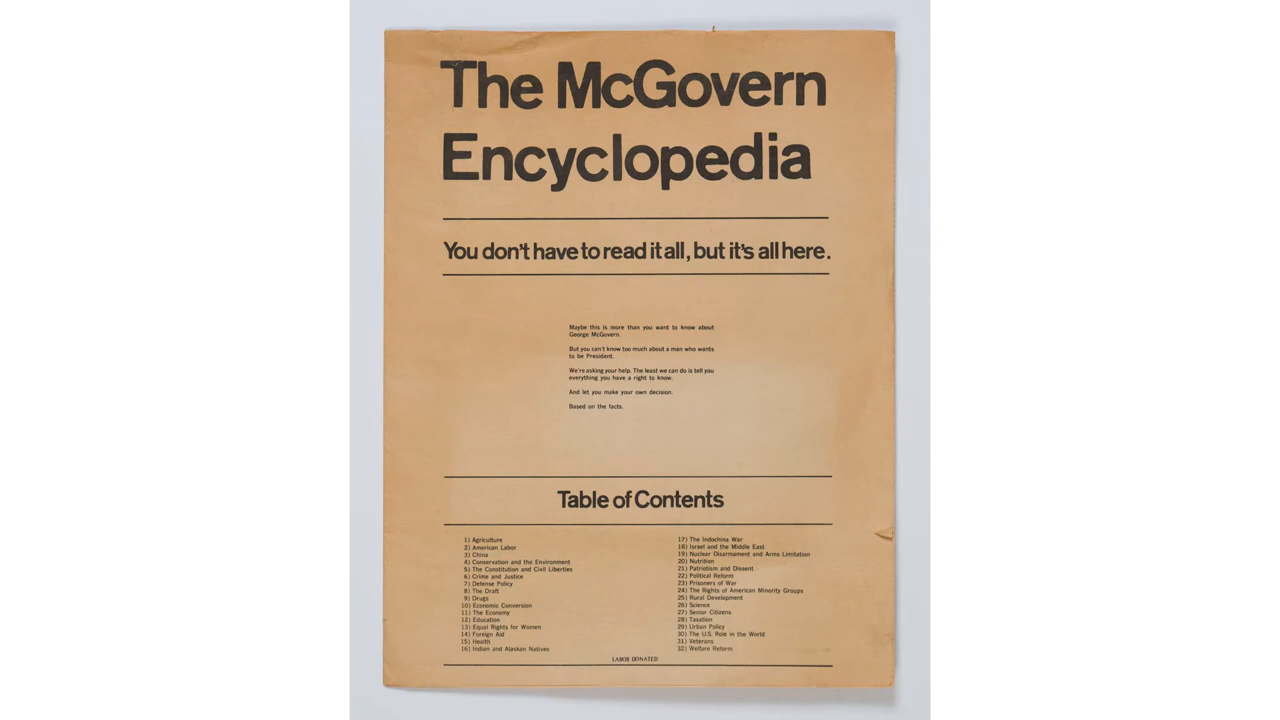 The McGovern
Encyclopedia
You don't have to read it all, but it's all here.
Maybe this is more than you want to know about
George McGovern.
But you can't know too much about a man who wants
to be President.
We're asking your help. The least we can do is tell you
everything you have a right to know.
And let you make your own decision.
Based on the facts.
Table of Contents
1) Agriculture
2) American Labor
3) China
4) Conservation and the Environment
5) The Constitution and Civil Liberties
6) Crime and Justice
7) Defense Policy
8) The Draft
9) Drugs
10) Economic Conversion
11) The Economy
12) Education
13) Equal Rights for Women
14) Foreign Aid
15) Health
16) Indian and Alaskan Natives
17) The Indochina War
18) Israel and the Middle East
19) Nuclear Disarmament and Arms Limitation
20) Nutrition
21) Patriotism and Dissent
22) Political Reform
23) Prisoners of War
24) The Rights of American Minority Groups
25) Rural Development
26) Science
27) Senior Citizens
28) Taxation
29) Urban Policy
30) The U.S. Role in the World
31) Veterans
32) Welfare Reform
LABOR DONATED